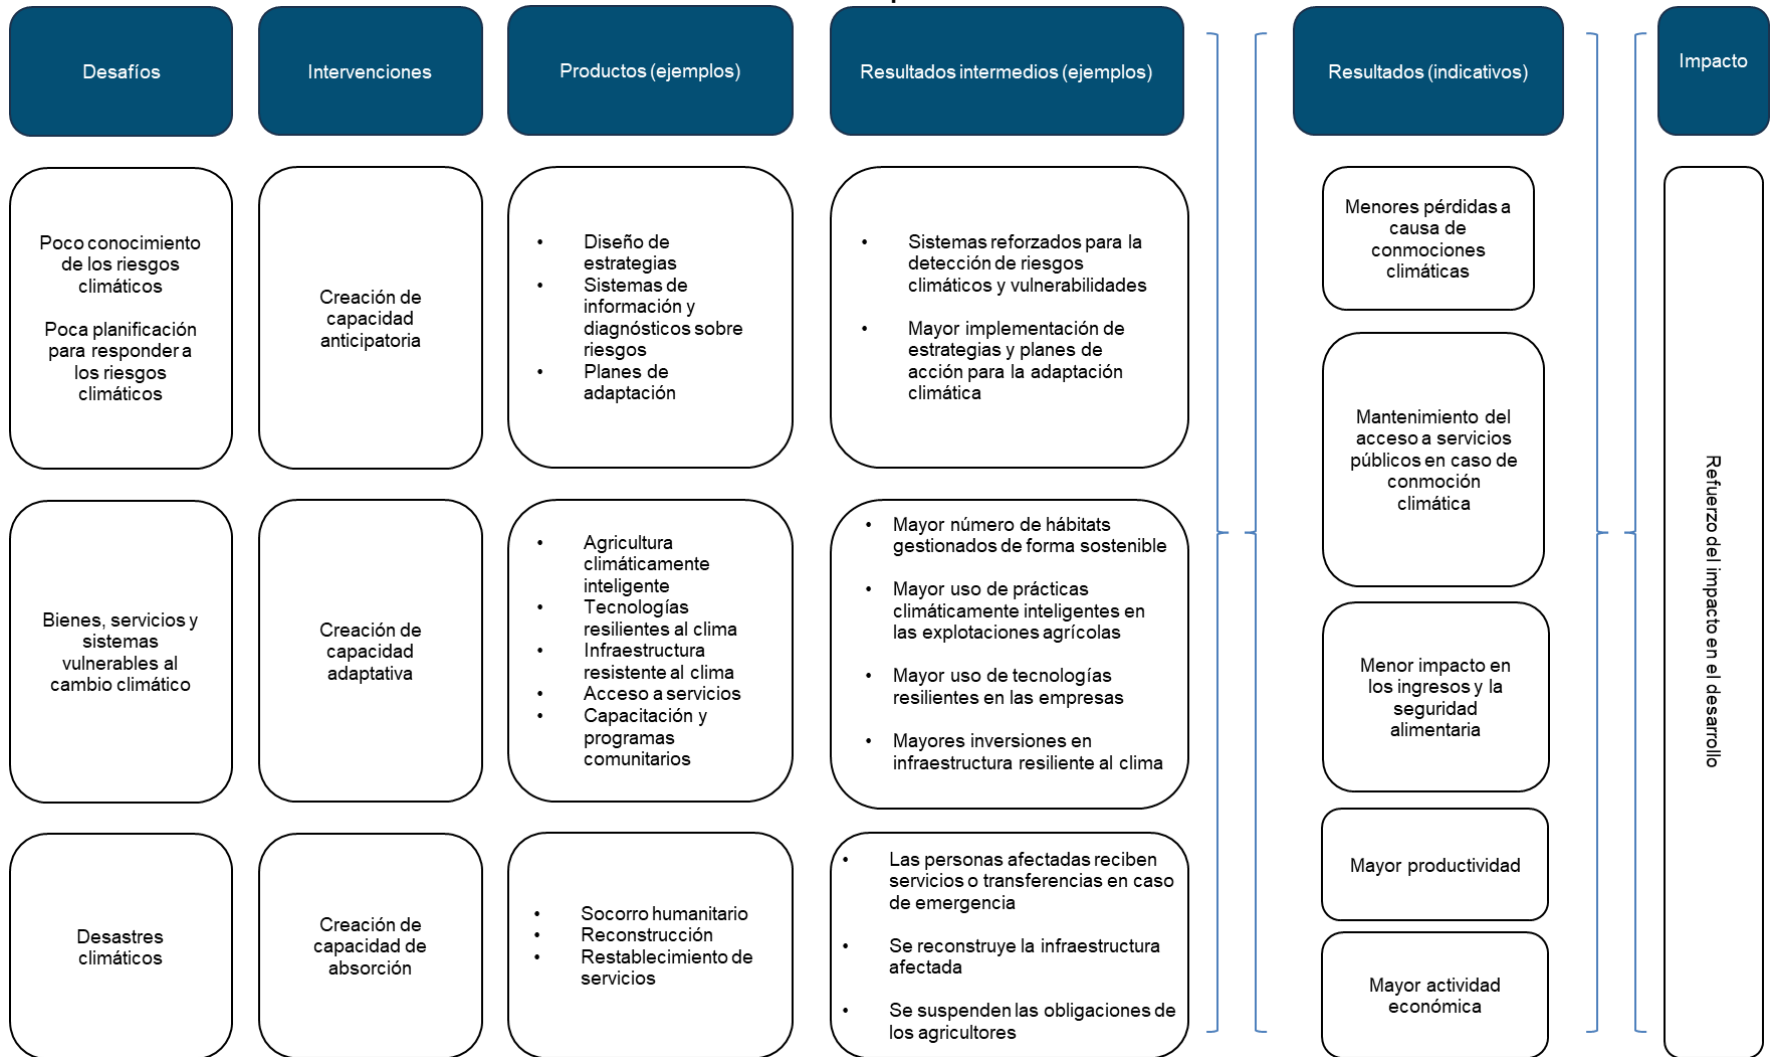 Desafíos
Intervenciones
Productos (ejemplos)
Resultados intermedios (ejemplos)
Resultados (indicativos)
Impacto
Poco conocimiento
de los riesgos
climáticos
Poca planificación
para responder a
los riesgos
climáticos
Creación de
capacidad
anticipatoria
• Diseño de
estrategias
• Sistemas de
información y
diagnósticos sobre
riesgos
• Planes de
adaptación
• Sistemas reforzados para la
detección de riesgos
climáticos y vulnerabilidades
• Mayor implementación de
estrategias y planes de
acción para la adaptación
climática
Bienes, servicios y
sistemas
vulnerables al
cambio climático
Creación de
capacidad
adaptativa
• Agricultura
climáticamente
inteligente
• Tecnologías
resilientes al clima
• Infraestructura
resistente al clima
• Acceso a servicios
• Capacitación y
programas
comunitarios
• Mayor número de hábitats
gestionados de forma sostenible
• Mayor uso de prácticas
climáticamente inteligentes en
las explotaciones agrícolas
• Mayor uso de tecnologías
resilientes en las empresas
• Mayores inversiones en
infraestructura resiliente al clima
Desastres
climáticos
Creación de
capacidad de
absorción
• Socorro humanitario
• Reconstrucción
• Restablecimiento de
servicios
• Las personas afectadas reciben
servicios o transferencias en caso
de emergencia
• Se reconstruye la infraestructura
afectada
• Se suspenden las obligaciones de
los agricultores
Menores pérdidas a
causa de
conmociones
climáticas
Mantenimiento del
acceso a servicios
públicos en caso de
conmoción
climática
Menor impacto en
los ingresos y la
seguridad
alimentaria
Mayor productividad
Mayor actividad
económica
Refuerzo del impacto en el desarrollo